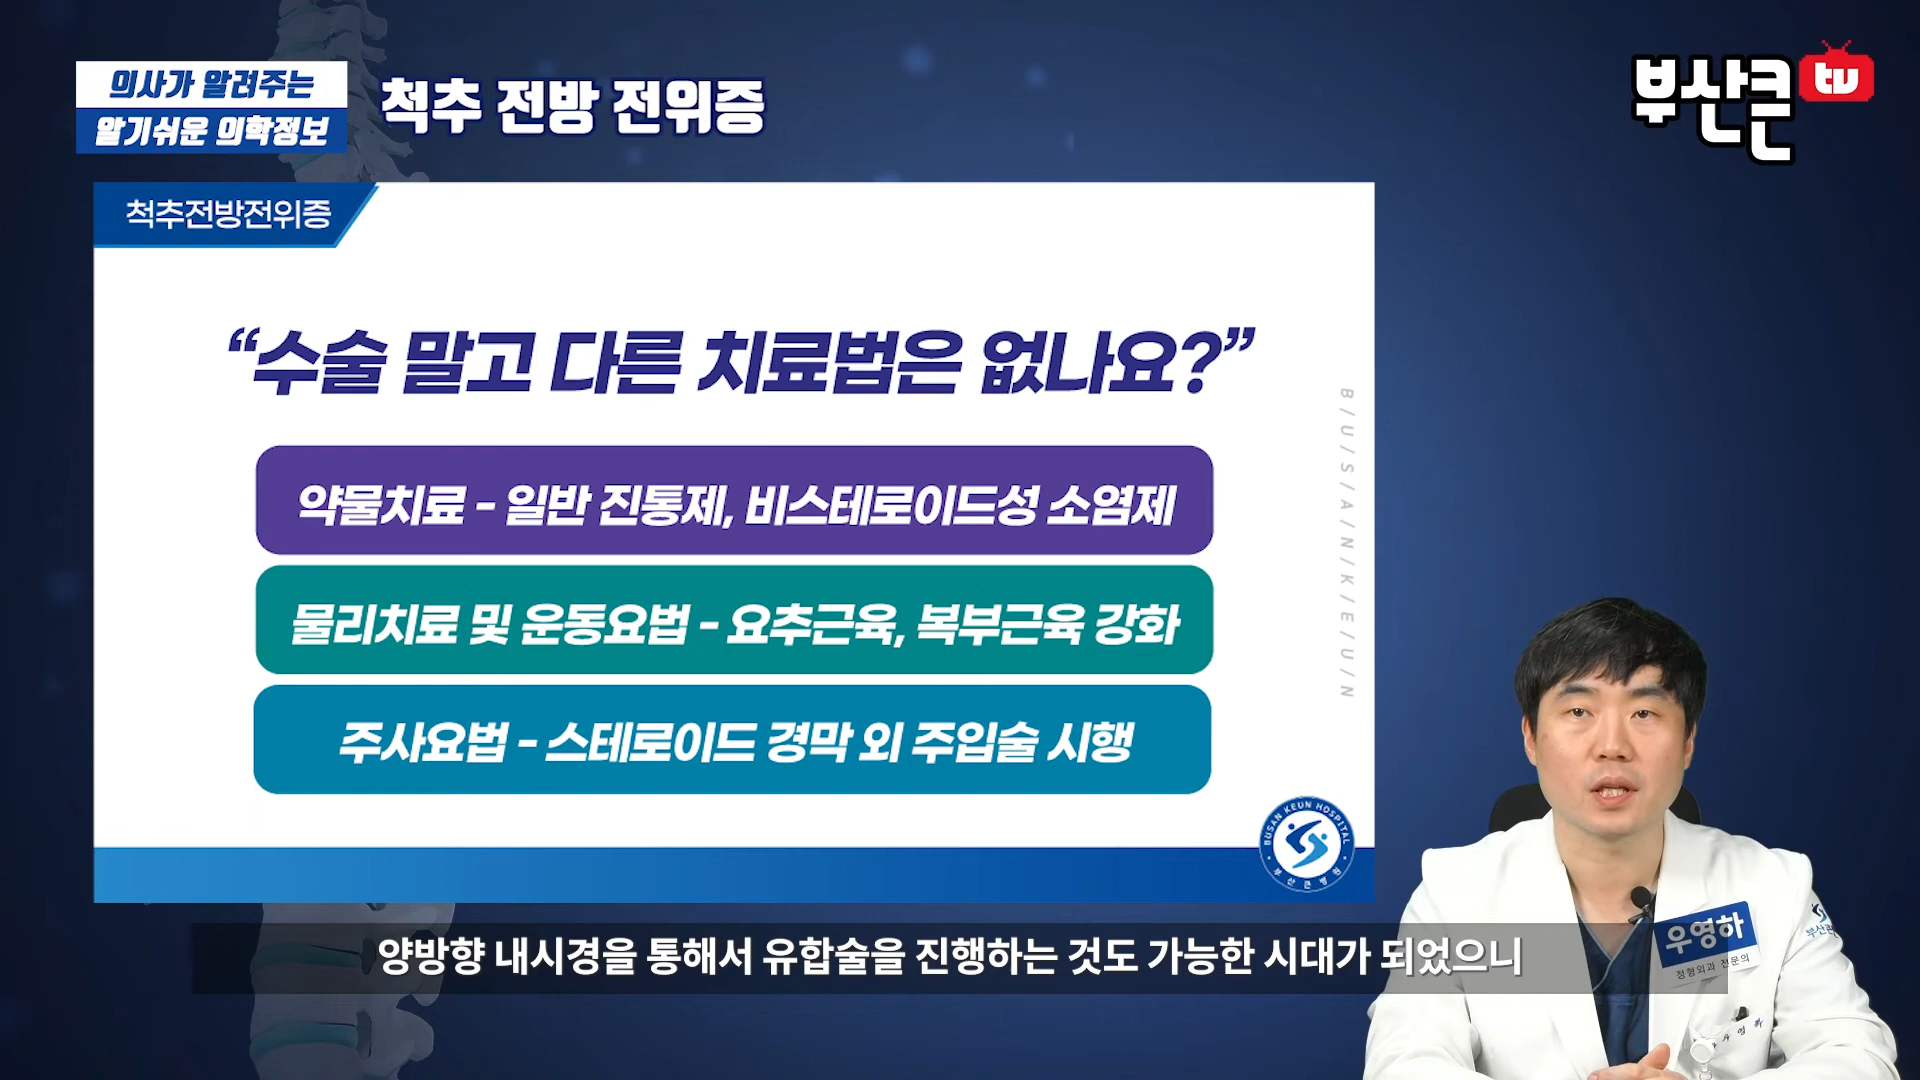 의사가 알려주는
알기쉬운 의학정보
척추 전방 전위증
부산큰 tv
척추전방전위증
“수술 말고 다른 치료법은 없나요?”
약물치료 - 일반 진통제, 비스테로이드성 소염제
물리치료 및 운동요법 - 요추근육, 복부근육 강화
주사요법 - 스테로이드 경막 외 주입술 시행
B/U/S/A/N/K/E/U/N
BUSAN KEUN HOSPITAL
부산큰병원
우영하
정형외과 전문의
양방향 내시경을 통해서 유합술을 진행하는 것도 가능한 시대가 되었으니